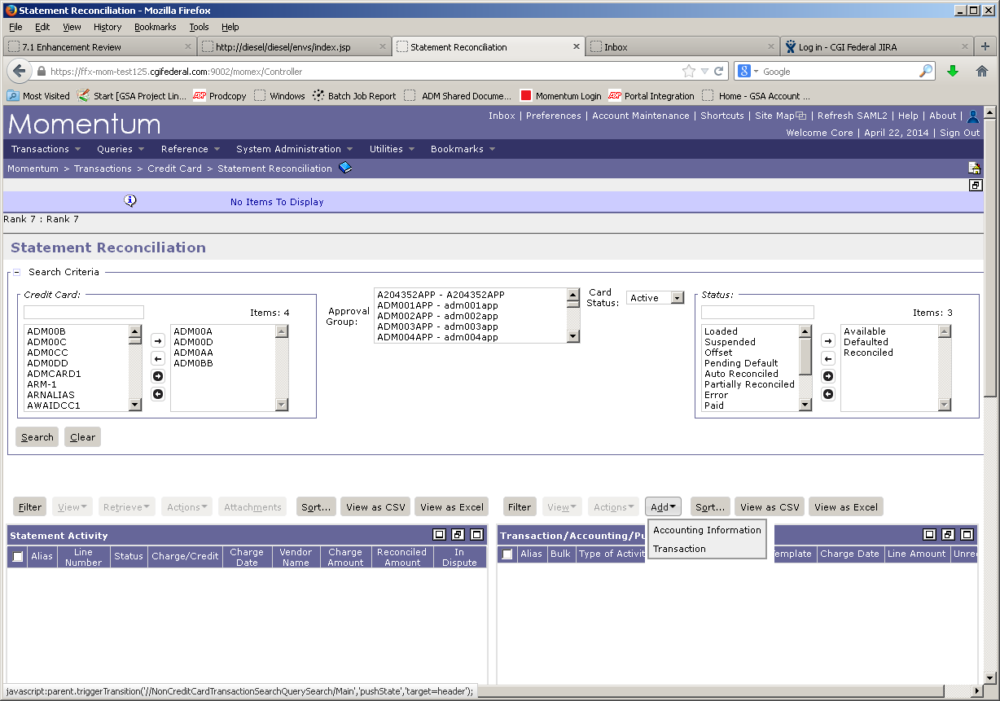 Statement Reconciliation - Mozilla Firefox
File Edit View History Bookmarks Tools Help
7.1 Enhancement Review × http://diesel/diesel/envs/index.jsp × Statement Reconciliation × Inbox × Log in - CGI Federal JIRA × +
https://ffx-mom-test125.cgifederal.com:9002/momex/Controller Google
Most Visited Start [GSA Project Lin... Prodcopy Windows Batch Job Report ADM Shared Docume... Momentum Login Portal Integration Home - GSA Account ...
Momentum
Inbox | Preferences | Account Maintenance | Shortcuts | Site Map | Refresh SAML2 | Help | About |
Welcome Core | April 22, 2014 | Sign Out
Transactions Queries Reference System Administration Utilities Bookmarks
Momentum > Transactions > Credit Card > Statement Reconciliation
No Items To Display
Rank 7 : Rank 7
Statement Reconciliation
Search Criteria
Credit Card:
Items: 4
ADM00B
ADM00C
ADM0CC
ADM0DD
ADMCARD1
ARM-1
ARNALIAS
AWAIDCC1
ADM00A
ADM00D
ADM0AA
ADM0BB
Approval Group:
A204352APP - A204352APP
ADM001APP - adm001app
ADM002APP - adm002app
ADM003APP - adm003app
ADM004APP - adm004app
Card Status: Active
Status:
Items: 3
Loaded
Suspended
Offset
Pending Default
Auto Reconciled
Partially Reconciled
Error
Paid
Available
Defaulted
Reconciled
Search Clear
Filter View Retrieve Actions Attachments Sort... View as CSV View as Excel
Filter View Actions Add Sort... View as CSV View as Excel
Accounting Information
Transaction
Statement Activity
Alias Line Number Status Charge/Credit Charge Date Vendor Name Charge Amount Reconciled Amount In Dispute
Transaction/Accounting/Pu
Alias Bulk Type of Activit emplate Charge Date Line Amount Unre
javascript:parent.triggerTransition('//NonCreditCardTransactionSearchQuerySearch/Main','pushState','target=header');